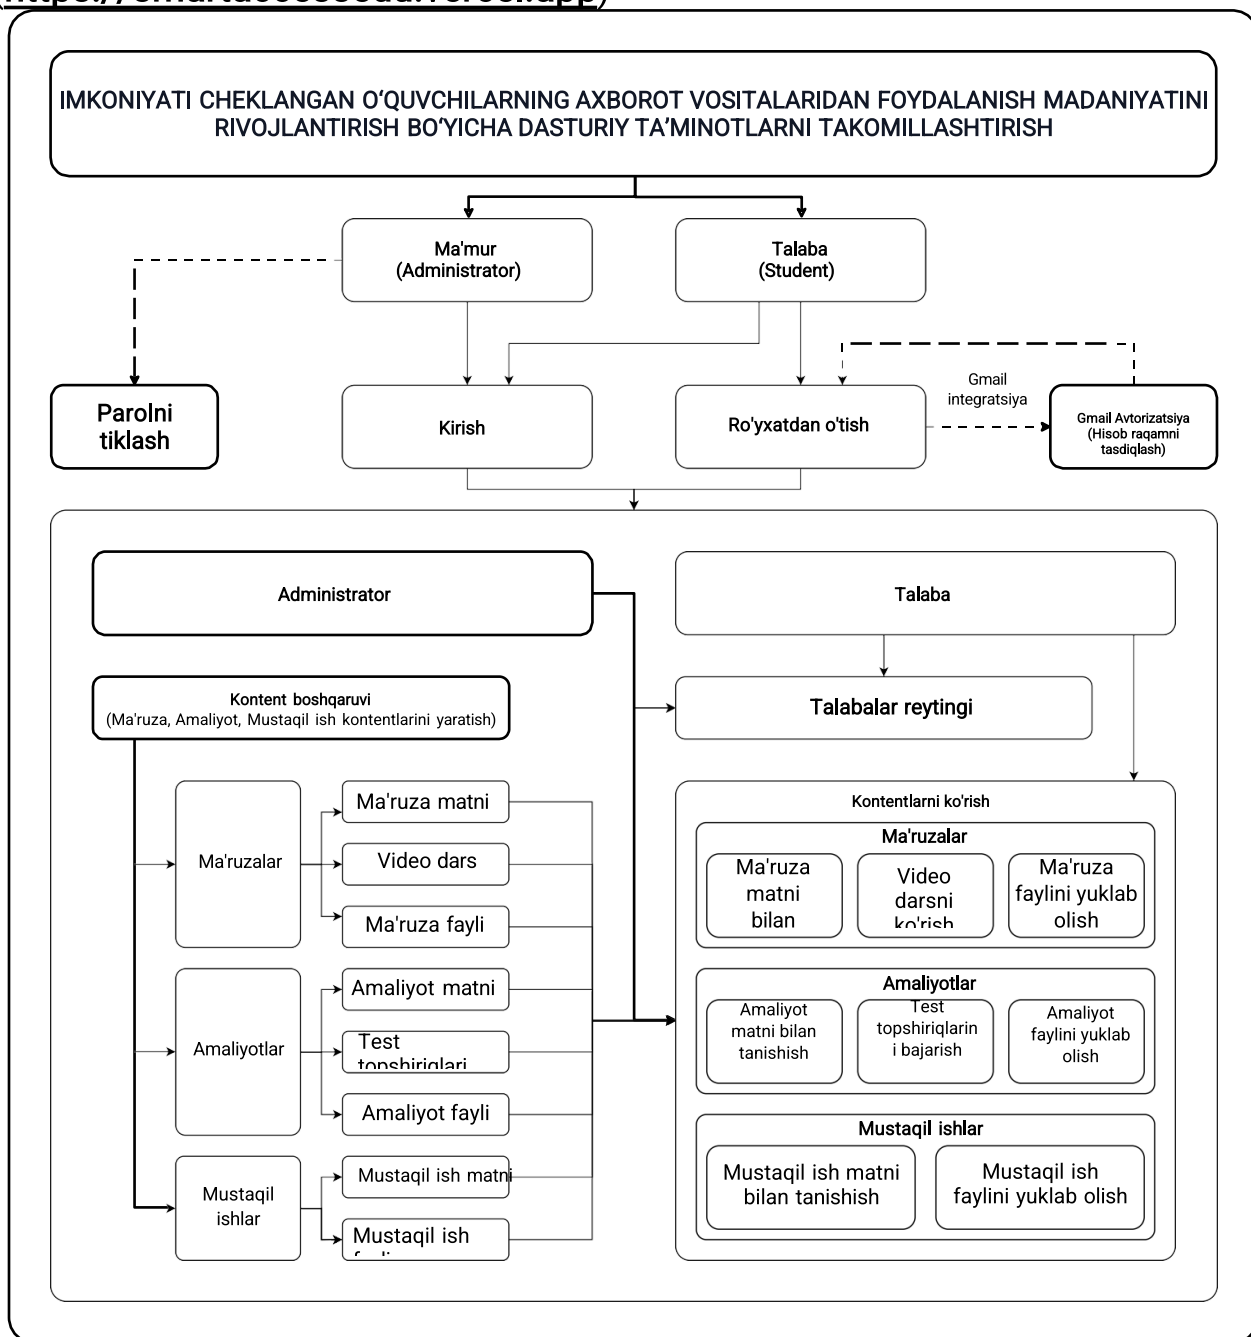 IMKONIYATI CHEKLANGAN O‘QUVCHILARNING AXBOROT VOSITALARIDAN FOYDALANISH MADANIYATINI
RIVOJLANTIRISH BO‘YICHA DASTURIY TA’MINOTLARNI TAKOMILLASHTIRISH
Ma'mur
(Administrator)
Talaba
(Student)
Parolni
tiklash
Kirish
Ro'yxatdan o'tish
Gmail
integratsiya
Gmail Avtorizatsiya
(Hisob raqamni
tasdiqlash)
Administrator
Talaba
Kontent boshqaruvi
(Ma'ruza, Amaliyot, Mustaqil ish kontentlarini yaratish)
Talabalar reytingi
Ma'ruzalar
Ma'ruza matni
Video dars
Ma'ruza fayli
Amaliyotlar
Amaliyot matni
Test
topshiriqlari
Amaliyot fayli
Mustaqil
ishlar
Mustaqil ish matni
Mustaqil ish
Kontentlarni ko'rish
Ma'ruzalar
Ma'ruza
matni
bilan
Video
darsni
ko'rish
Ma'ruza
faylini yuklab
olish
Amaliyotlar
Amaliyot
matni bilan
tanishish
Test
topshiriqlarin
i bajarish
Amaliyot
faylini yuklab
olish
Mustaqil ishlar
Mustaqil ish matni
bilan tanishish
Mustaqil ish
faylini yuklab olish